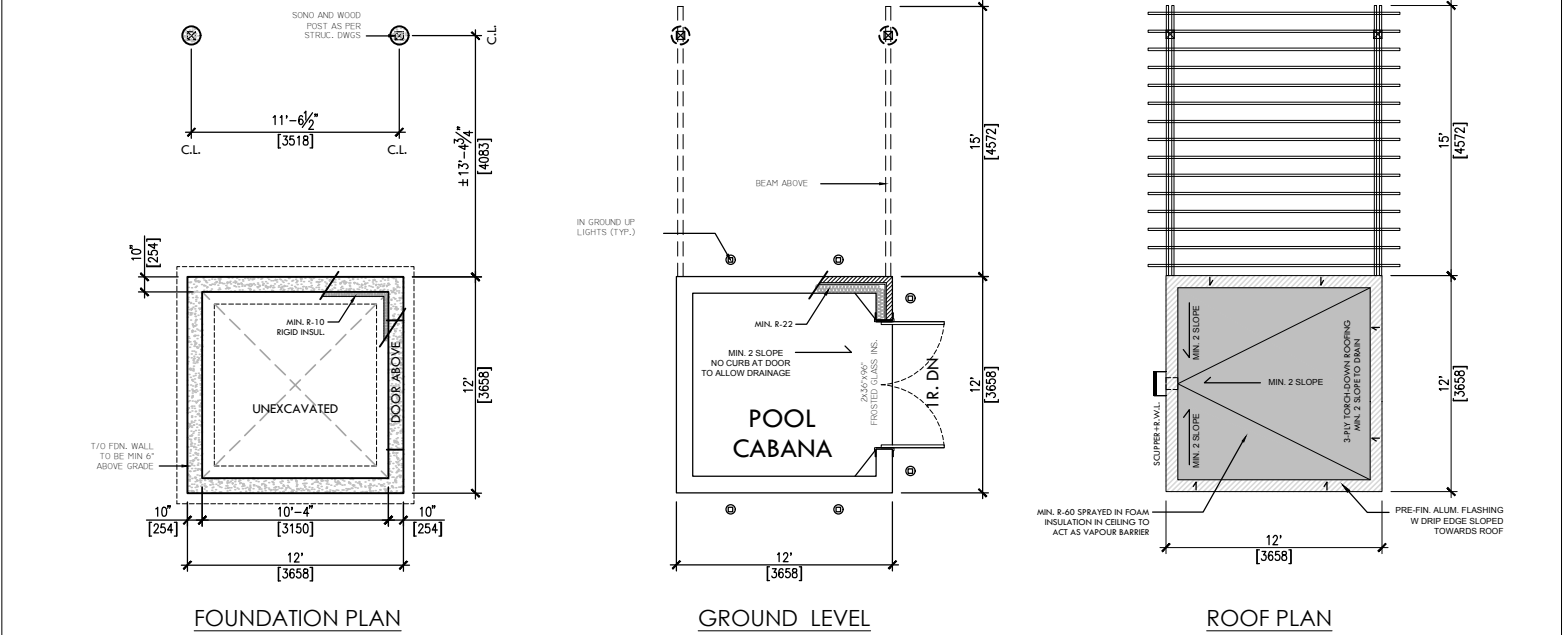 SONO AND WOOD
POST AS PER
STRUC. DWGS
C.L.
11'-6½"
[3518]
C.L.
C.L.
±13'-4¾"
[4083]
10"
[254]
MIN. R-10
RIGID INSUL.
UNEXCAVATED
DOOR ABOVE
12'
[3658]
T/O FDN. WALL
TO BE MIN 6"
ABOVE GRADE
10"
[254]
10'-4"
[3150]
10"
[254]
12'
[3658]
FOUNDATION PLAN
15'
[4572]
BEAM ABOVE
IN GROUND UP
LIGHTS (TYP.)
MIN. R-22
MIN. 2 SLOPE
NO CURB AT DOOR
TO ALLOW DRAINAGE
2x36"x96"
FROSTED GLASS INS.
1R. DN
POOL
CABANA
12'
[3658]
12'
[3658]
GROUND LEVEL
15'
[4572]
MIN. 2 SLOPE
MIN. 2 SLOPE
MIN. 2 SLOPE
3-PLY TORCH-DOWN ROOFING
MIN. 2 SLOPE TO DRAIN
SCUPPER+R.W.L.
12'
[3658]
MIN. R-60 SPRAYED IN FOAM
INSULATION IN CEILING TO
ACT AS VAPOUR BARRIER
PRE-FIN. ALUM. FLASHING
W DRIP EDGE SLOPED
TOWARDS ROOF
12'
[3658]
ROOF PLAN